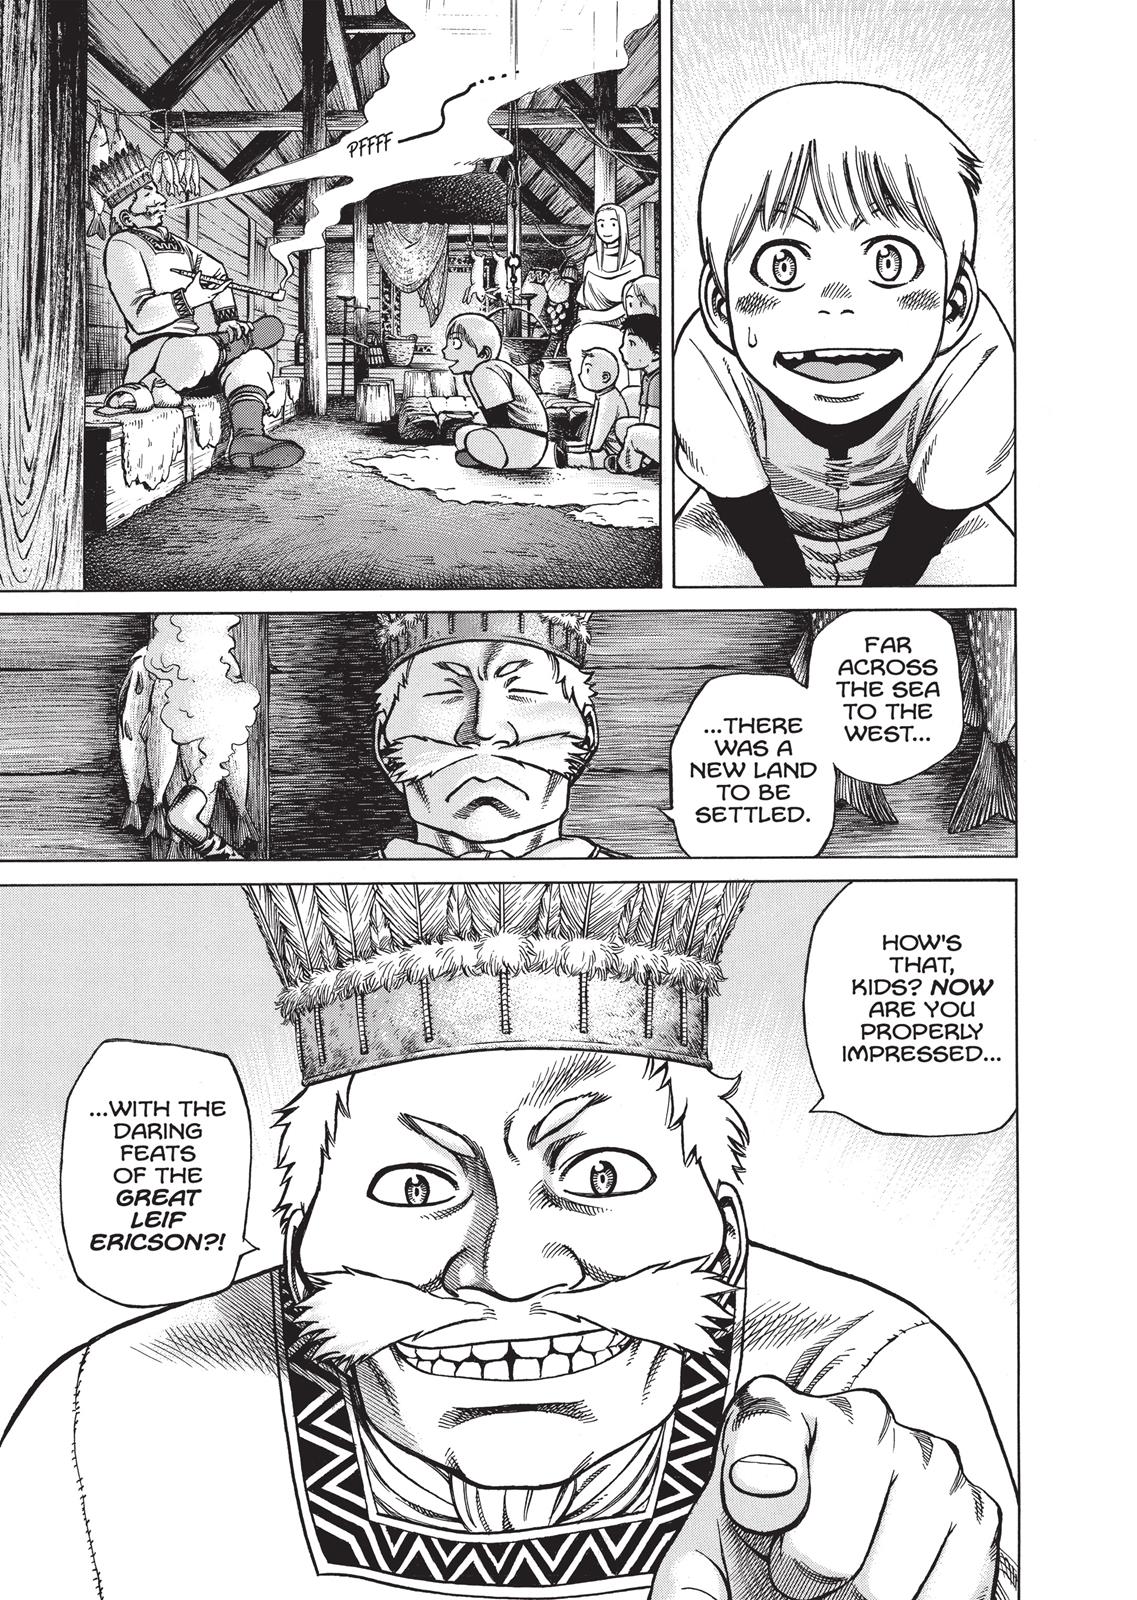 PFFFF
FAR
ACROSS
THE SEA
TO THE
WEST...
...THERE
WAS A
NEW LAND
TO BE
SETTLED.
HOW'S
THAT,
KIDS? NOW
ARE YOU
PROPERLY
IMPRESSED...
...WITH THE
DARING
FEATS
OF THE
GREAT
LEIF
ERICSON?!